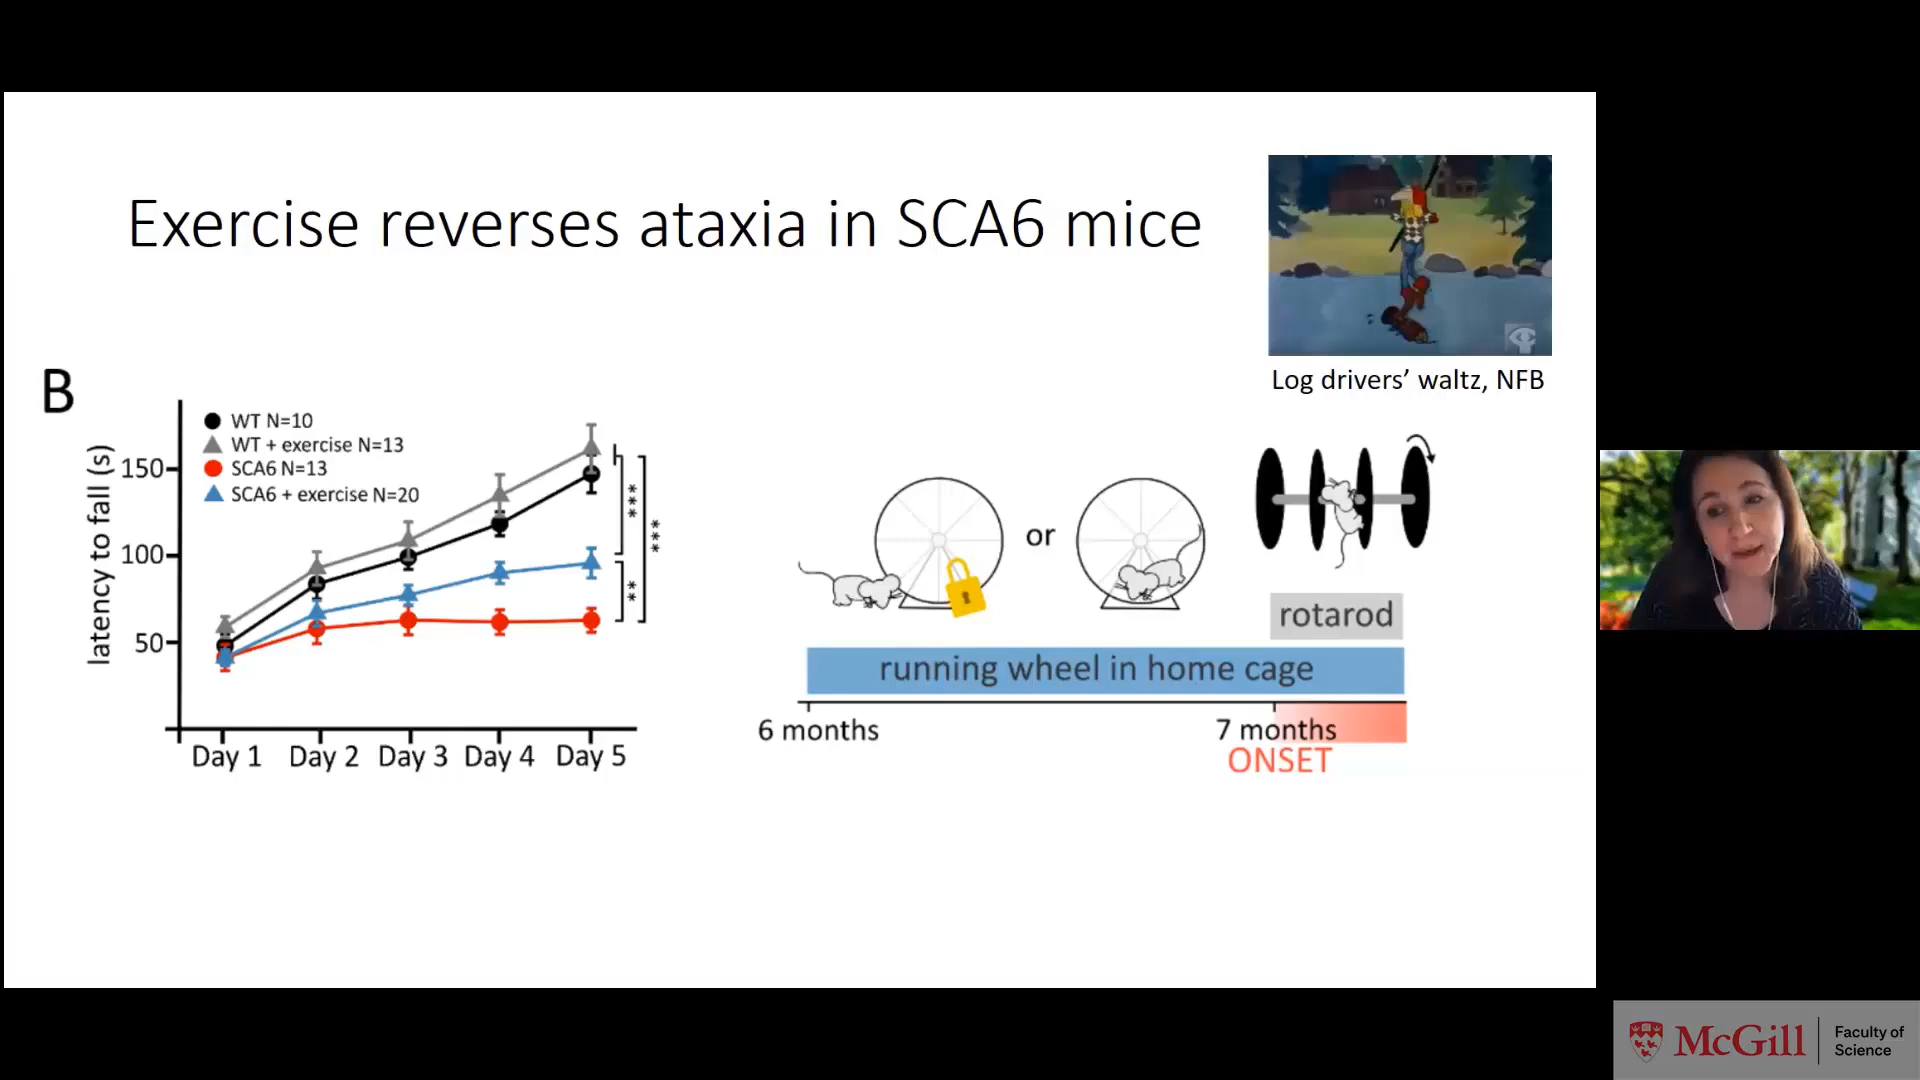 Exercise reverses ataxia in SCA6 mice
Log drivers’ waltz, NFB
B
WT N=10
WT + exercise N=13
SCA6 N=13
SCA6 + exercise N=20
latency to fall (s)
150
100
50
***
***
**
Day 1 Day 2 Day 3 Day 4 Day 5
or
rotarod
running wheel in home cage
6 months
7 months
ONSET
McGill
Faculty of
Science